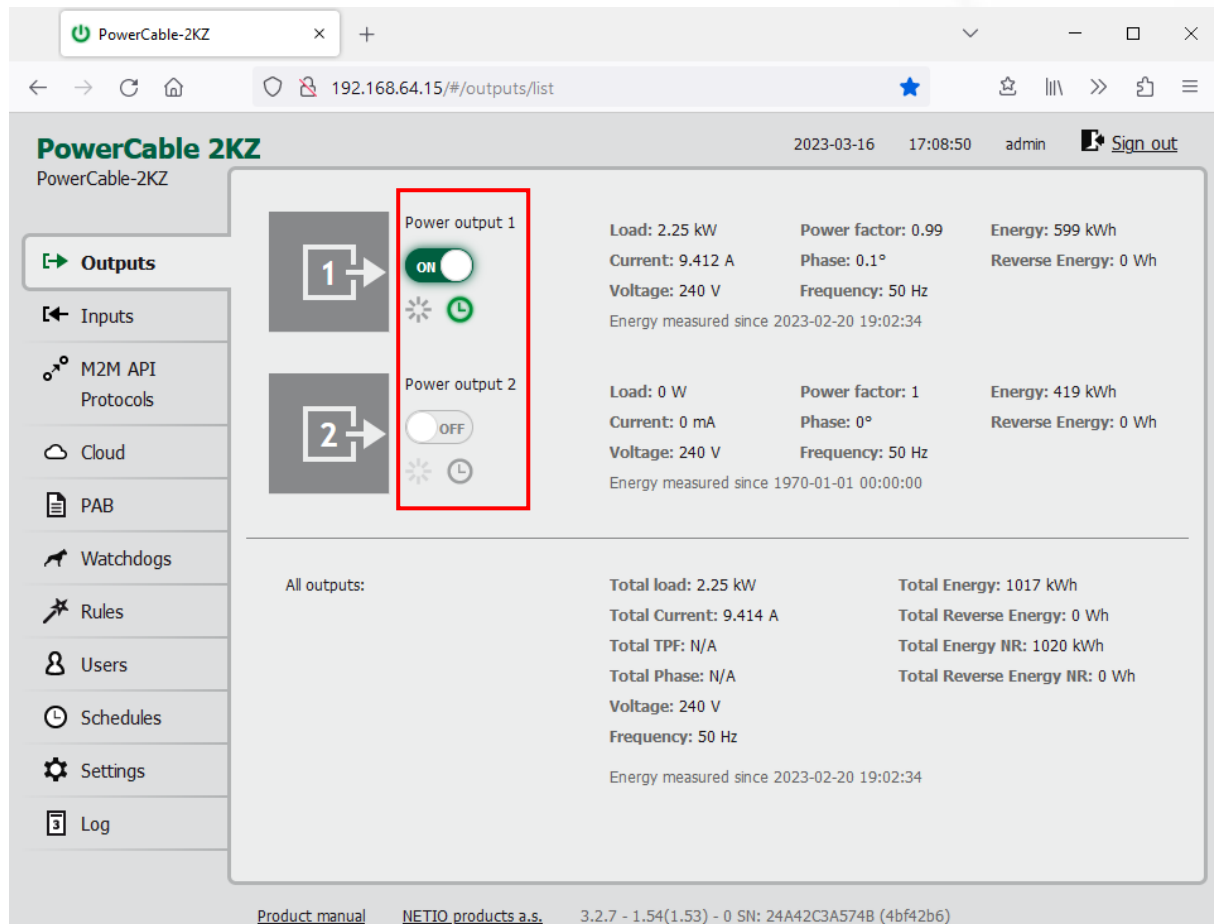 PowerCable-2KZ
192.168.64.15/#/outputs/list
PowerCable 2KZ
2023-03-16 17:08:50 admin Sign out
PowerCable-2KZ
Outputs
Inputs
M2M API
Protocols
Cloud
PAB
Watchdogs
Rules
Users
Schedules
Settings
3 Log
1
Power output 1
ON
Load: 2.25 kW Power factor: 0.99 Energy: 599 kWh
Current: 9.412 A Phase: 0.1° Reverse Energy: 0 Wh
Voltage: 240 V Frequency: 50 Hz
Energy measured since 2023-02-20 19:02:34
2
Power output 2
OFF
Load: 0 W Power factor: 1 Energy: 419 kWh
Current: 0 mA Phase: 0° Reverse Energy: 0 Wh
Voltage: 240 V Frequency: 50 Hz
Energy measured since 1970-01-01 00:00:00
All outputs:
Total load: 2.25 kW Total Energy: 1017 kWh
Total Current: 9.414 A Total Reverse Energy: 0 Wh
Total TPF: N/A Total Energy NR: 1020 kWh
Total Phase: N/A Total Reverse Energy NR: 0 Wh
Voltage: 240 V
Frequency: 50 Hz
Energy measured since 2023-02-20 19:02:34
Product manual NETIO products a.s. 3.2.7 - 1.54(1.53) - 0 SN: 24A42C3A574B (4bf42b6)